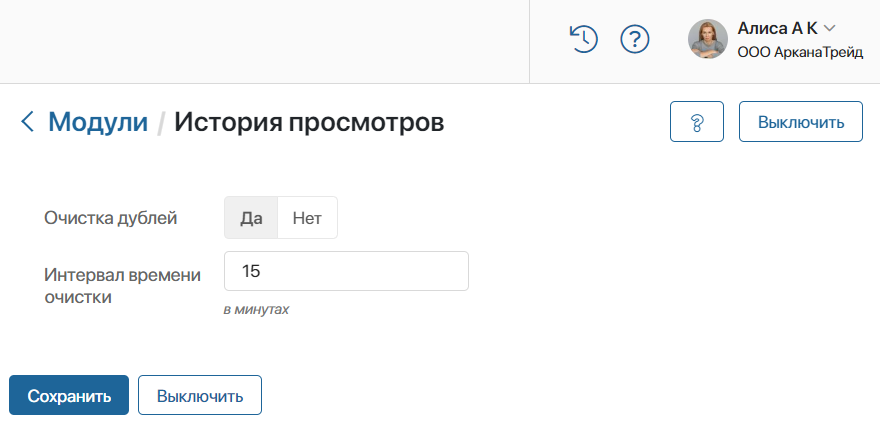 Алиса А К
ООО АрканаТрейд
Модули / История просмотров
Выключить
Очистка дублей
Да Нет
Интервал времени
очистки
15
в минутах
Сохранить Выключить